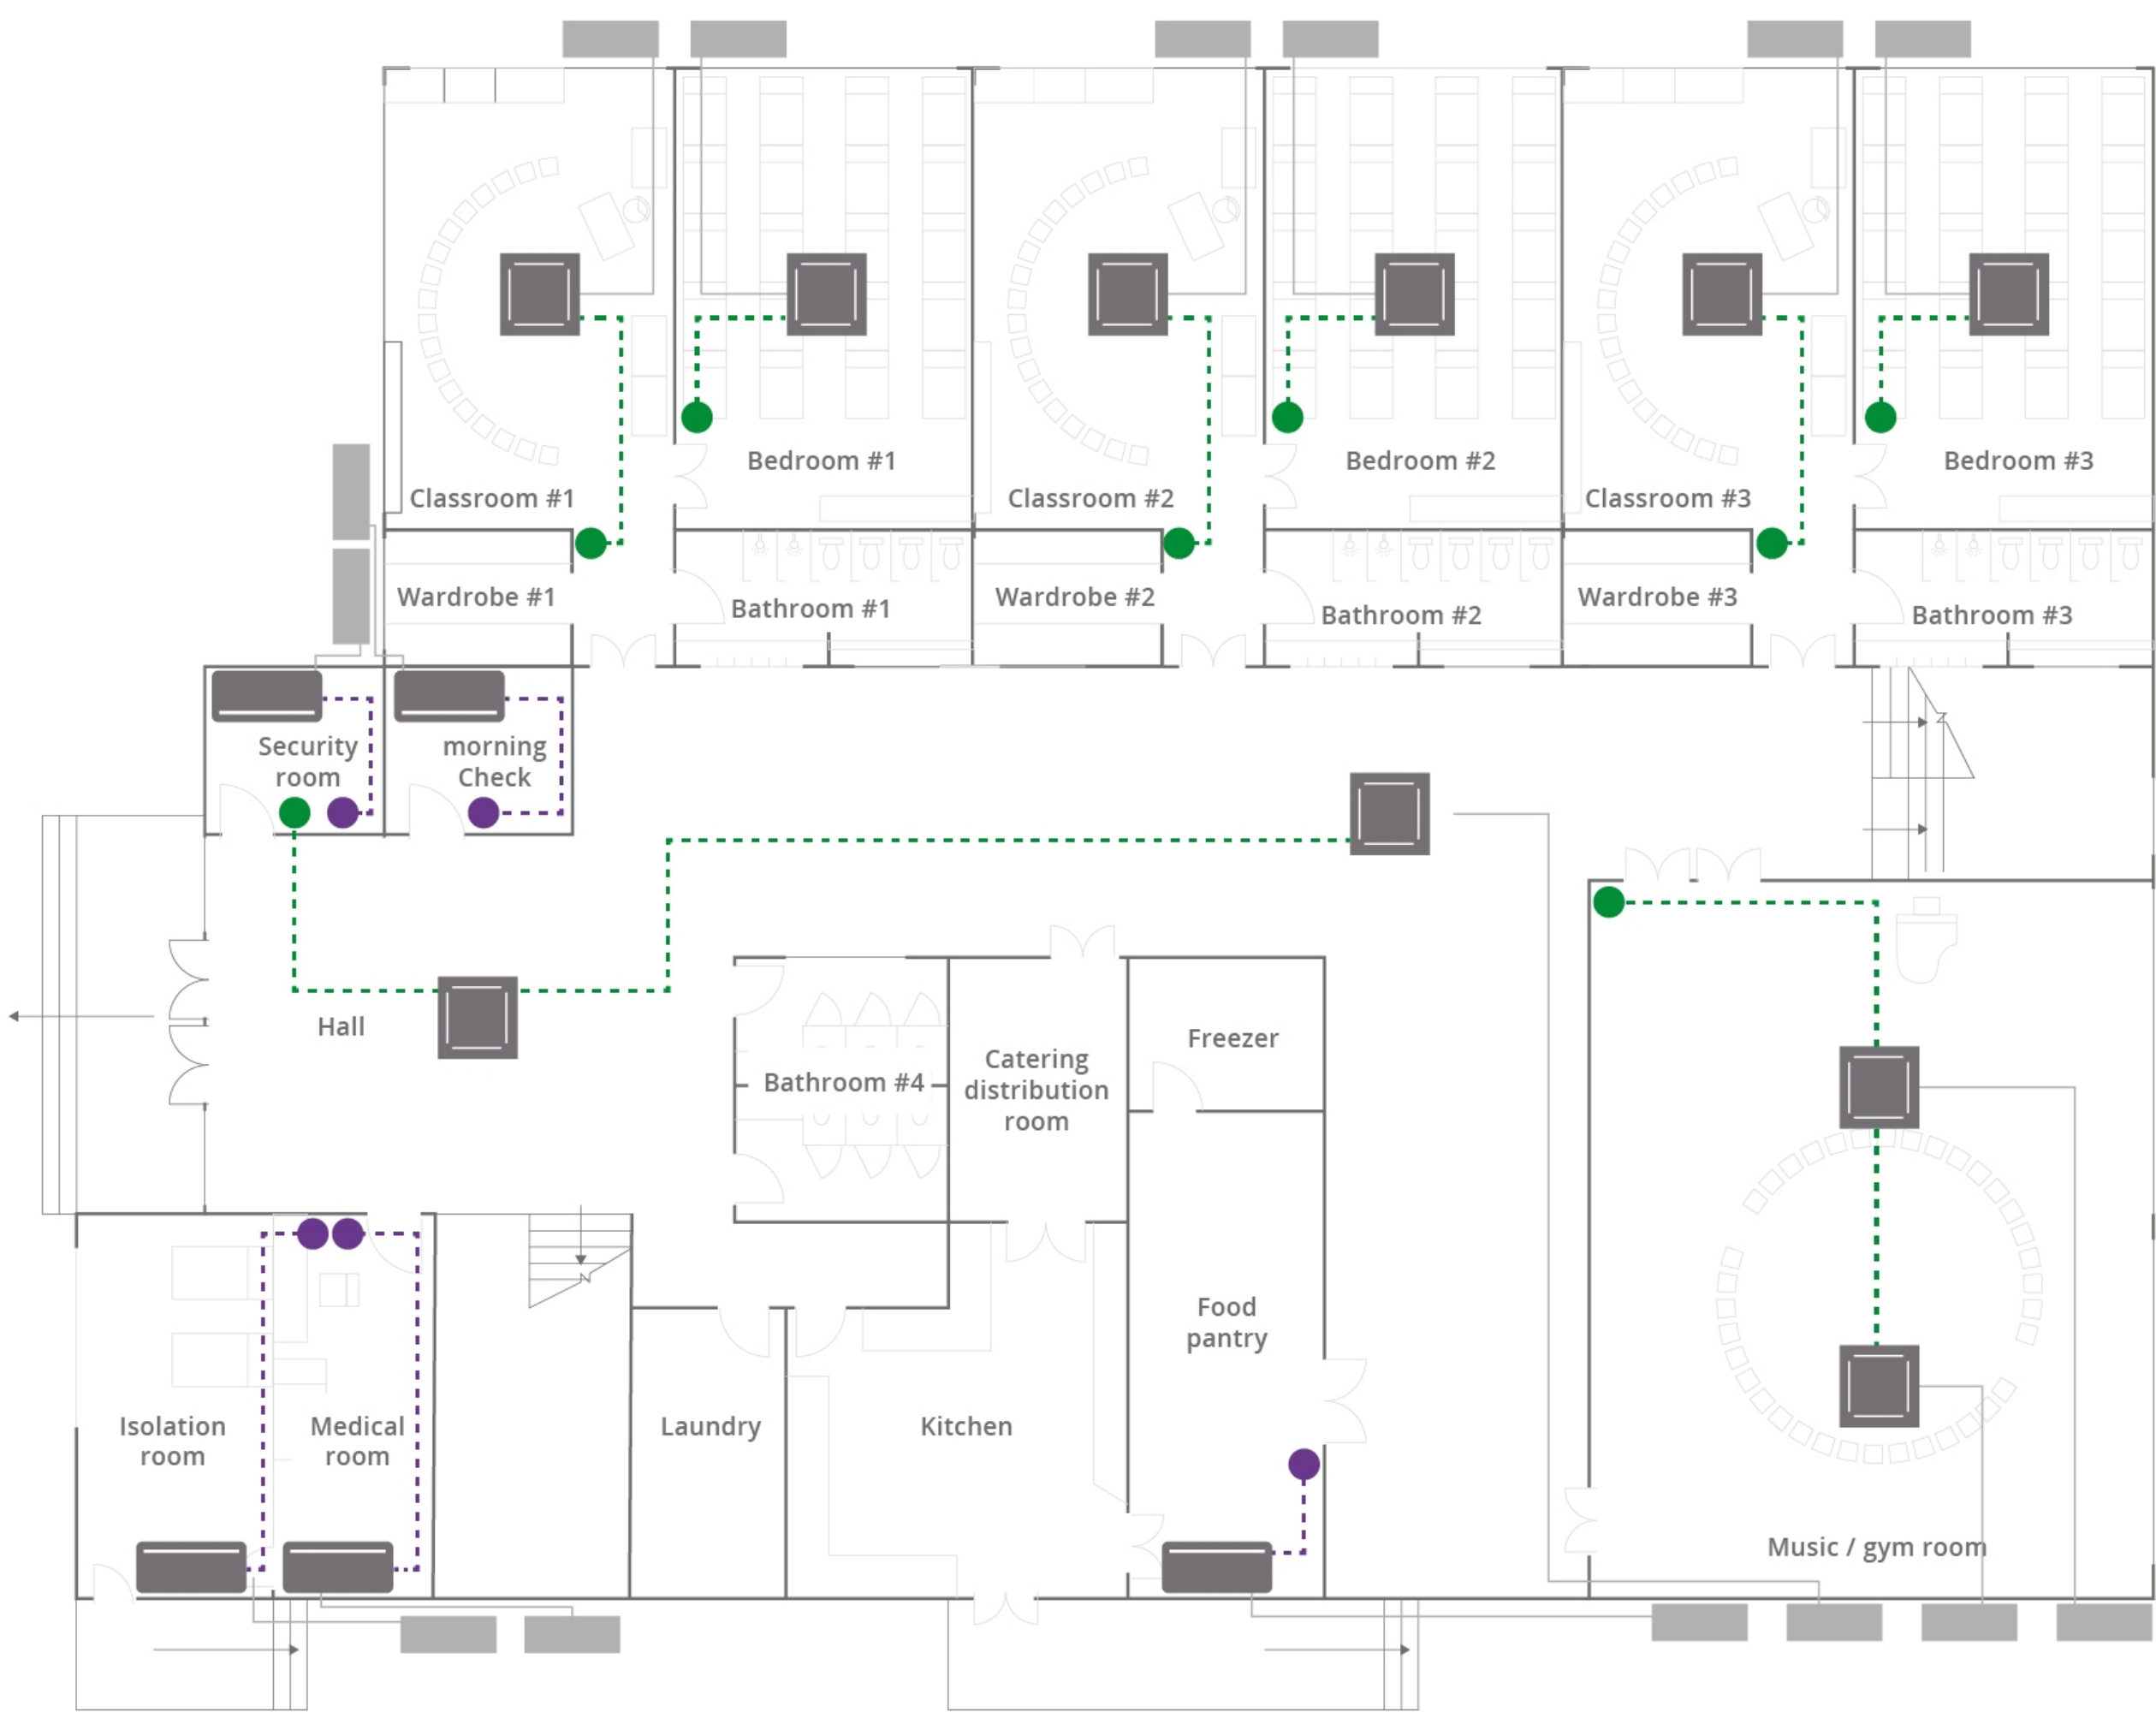 Bedroom #1
Bedroom #2
Bedroom #3
Classroom #1
Classroom #2
Classroom #3
Wardrobe #1
Bathroom #1
Wardrobe #2
Bathroom #2
Wardrobe #3
Bathroom #3
Security
room
morning
Check
Hall
Bathroom #4
Catering
distribution
room
Freezer
Food
pantry
Isolation
room
Medical
room
Laundry
Kitchen
Music / gym room